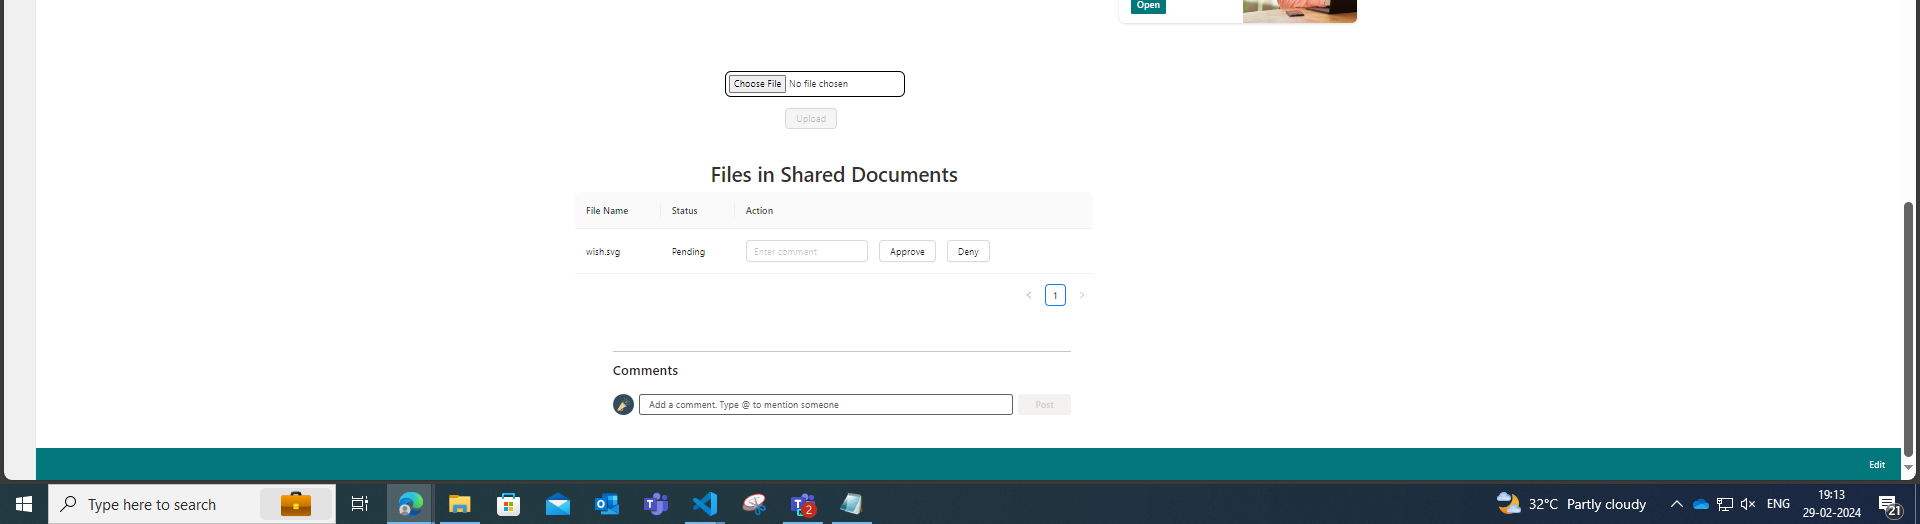 Open
Choose File No file chosen
Upload
Files in Shared Documents
File Name Status Action
wish.svg Pending Enter comment Approve Deny
< 1 >
Comments
Add a comment. Type @ to mention someone Post
Edit
Type here to search 2 32°C Partly cloudy ENG 19:13
29-02-2024 21